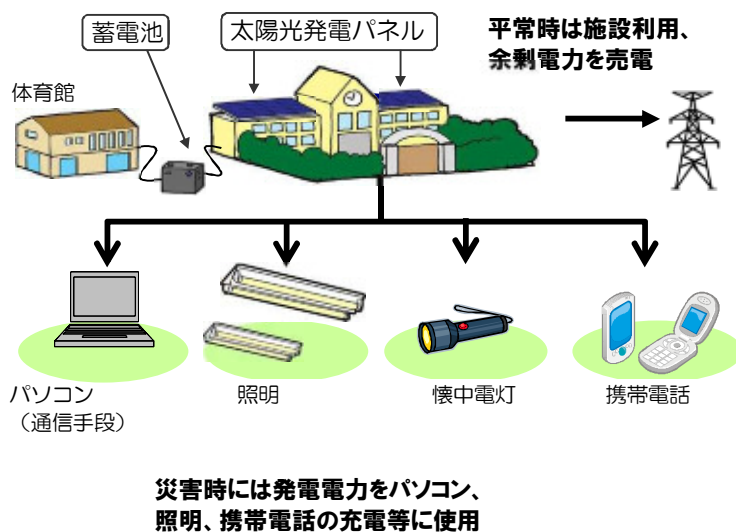 蓄電池
太陽光発電パネル
平常時は施設利用、
余剰電力を売電
体育館
パソコン
（通信手段）
照明
懐中電灯
携帯電話
災害時には発電電力をパソコン、
照明、携帯電話の充電等に使用